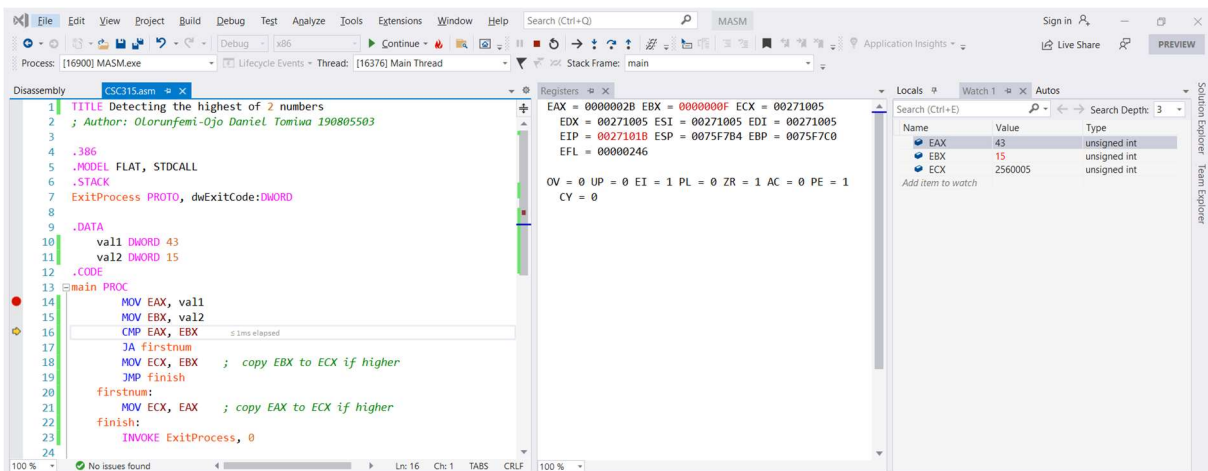 File Edit View Project Build Debug Test Analyze Tools Extensions Window Help Search (Ctrl+Q) MASM Sign in
Debug x86 Continue Application Insights Live Share PREVIEW
Process: [16900] MASM.exe Lifecycle Events Thread: [16376] Main Thread Stack Frame: main
Disassembly CSC315.asm
1 TITLE Detecting the highest of 2 numbers
2 ; Author: Olorunfemi-Ojo Daniel Tomiwa 190805503
3
4 .386
5 .MODEL FLAT, STDCALL
6 .STACK
7 ExitProcess PROTO, dwExitCode:DWORD
8
9 .DATA
10 val1 DWORD 43
11 val2 DWORD 15
12 .CODE
13 main PROC
14 MOV EAX, val1
15 MOV EBX, val2
16 CMP EAX, EBX ≤ 1ms elapsed
17 JA firstnum
18 MOV ECX, EBX ; copy EBX to ECX if higher
19 JMP finish
20 firstnum:
21 MOV ECX, EAX ; copy EAX to ECX if higher
22 finish:
23 INVOKE ExitProcess, 0
24
100 % No issues found Ln: 16 Ch: 1 TABS CRLF
Registers
EAX = 0000002B EBX = 0000000F ECX = 00271005
EDX = 00271005 ESI = 00271005 EDI = 00271005
EIP = 0027101B ESP = 0075F7B4 EBP = 0075F7C0
EFL = 00000246
OV = 0 UP = 0 EI = 1 PL = 0 ZR = 1 AC = 0 PE = 1
CY = 0
100 %
Locals Watch 1 Autos
Search (Ctrl+E) Search Depth: 3
Name Value Type
EAX 43 unsigned int
EBX 15 unsigned int
ECX 2560005 unsigned int
Add item to watch
Solution Explorer
Team Explorer